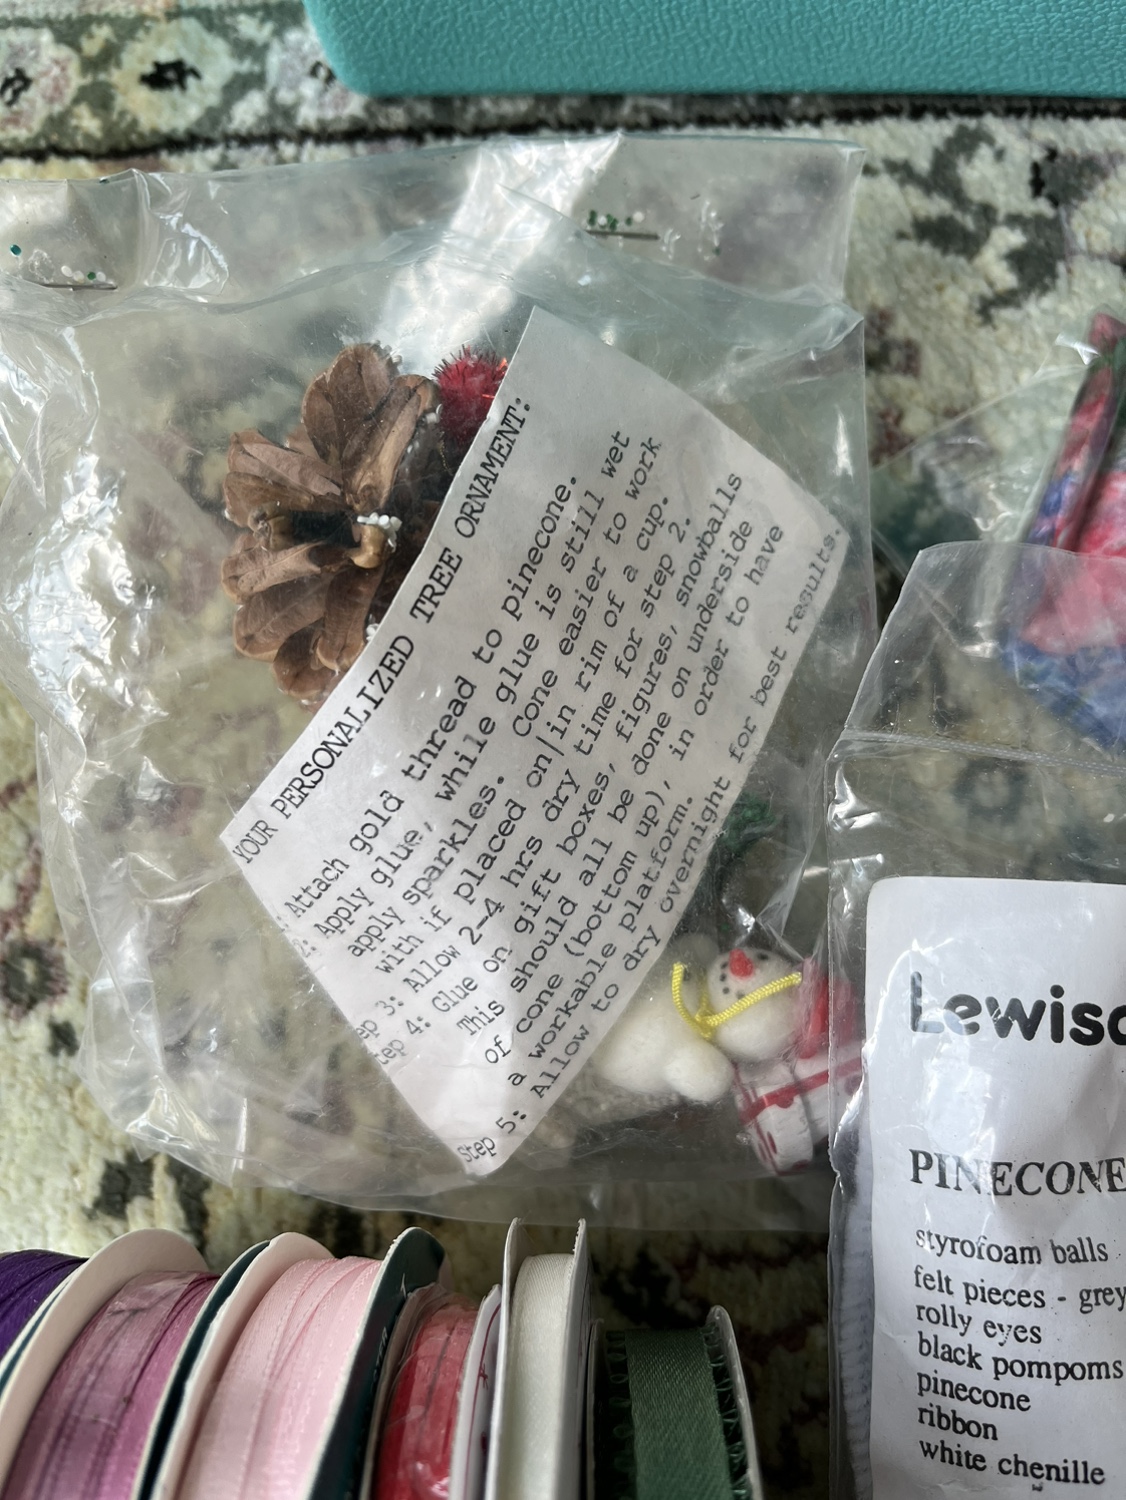 YOUR PERSONALIZED TREE ORNAMENT:
Attach gold thread to pinecone.
2: Apply glue, while glue is still wet
apply sparkles. Cone easier to work
with if placed on/in rim of a cup.
ep 3: Allow 2-4 hrs dry time for step 2.
tep 4: Glue on gift boxes, figures, snowballs
This should all be done on underside
of cone (bottom up), in order to have
a workable platform.
Step 5: Allow to dry overnight for best results.
Lewisc
PINECONE
styrofoam balls
felt pieces - grey
rolly eyes
black pompoms
pinecone
ribbon
white chenille